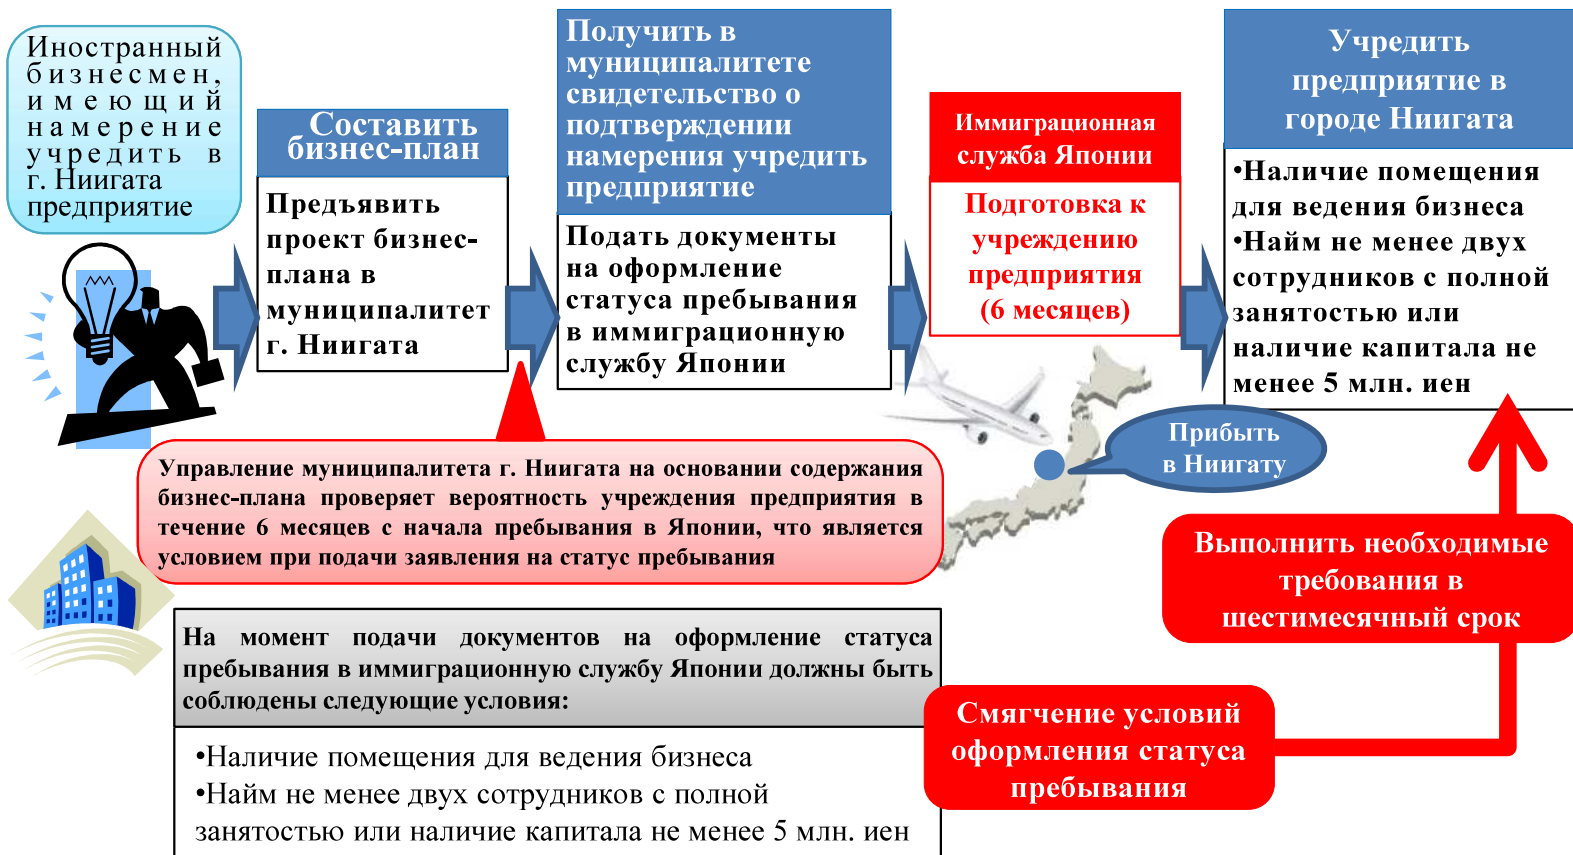 Иностранный
бизнесмен,
имеющий
намерение
учредить в
г. Ниигата
предприятие
Составить
бизнес-план
Предъявить
проект бизнес-
плана в
муниципалитет
г. Ниигата
Получить в
муниципалитете
свидетельство о
подтверждении
намерения учредить
предприятие
Подать документы
на оформление
статуса пребывания
в иммиграционную
службу Японии
Иммиграционная
служба Японии
Подготовка к
учреждению
предприятия
(6 месяцев)
Учредить
предприятие в
городе Ниигата
•Наличие помещения
для ведения бизнеса
•Найм не менее двух
сотрудников с полной
занятостью или
наличие капитала не
менее 5 млн. иен
Прибыть
в Ниигату
Управление муниципалитета г. Ниигата на основании содержания
бизнес-плана проверяет вероятность учреждения предприятия в
течение 6 месяцев с начала пребывания в Японии, что является
условием при подачи заявления на статус пребывания
Выполнить необходимые
требования в
шестимесячный срок
На момент подачи документов на оформление статуса
пребывания в иммиграционную службу Японии должны быть
соблюдены следующие условия:
•Наличие помещения для ведения бизнеса
•Найм не менее двух сотрудников с полной
занятостью или наличие капитала не менее 5 млн. иен
Смягчение условий
оформления статуса
пребывания